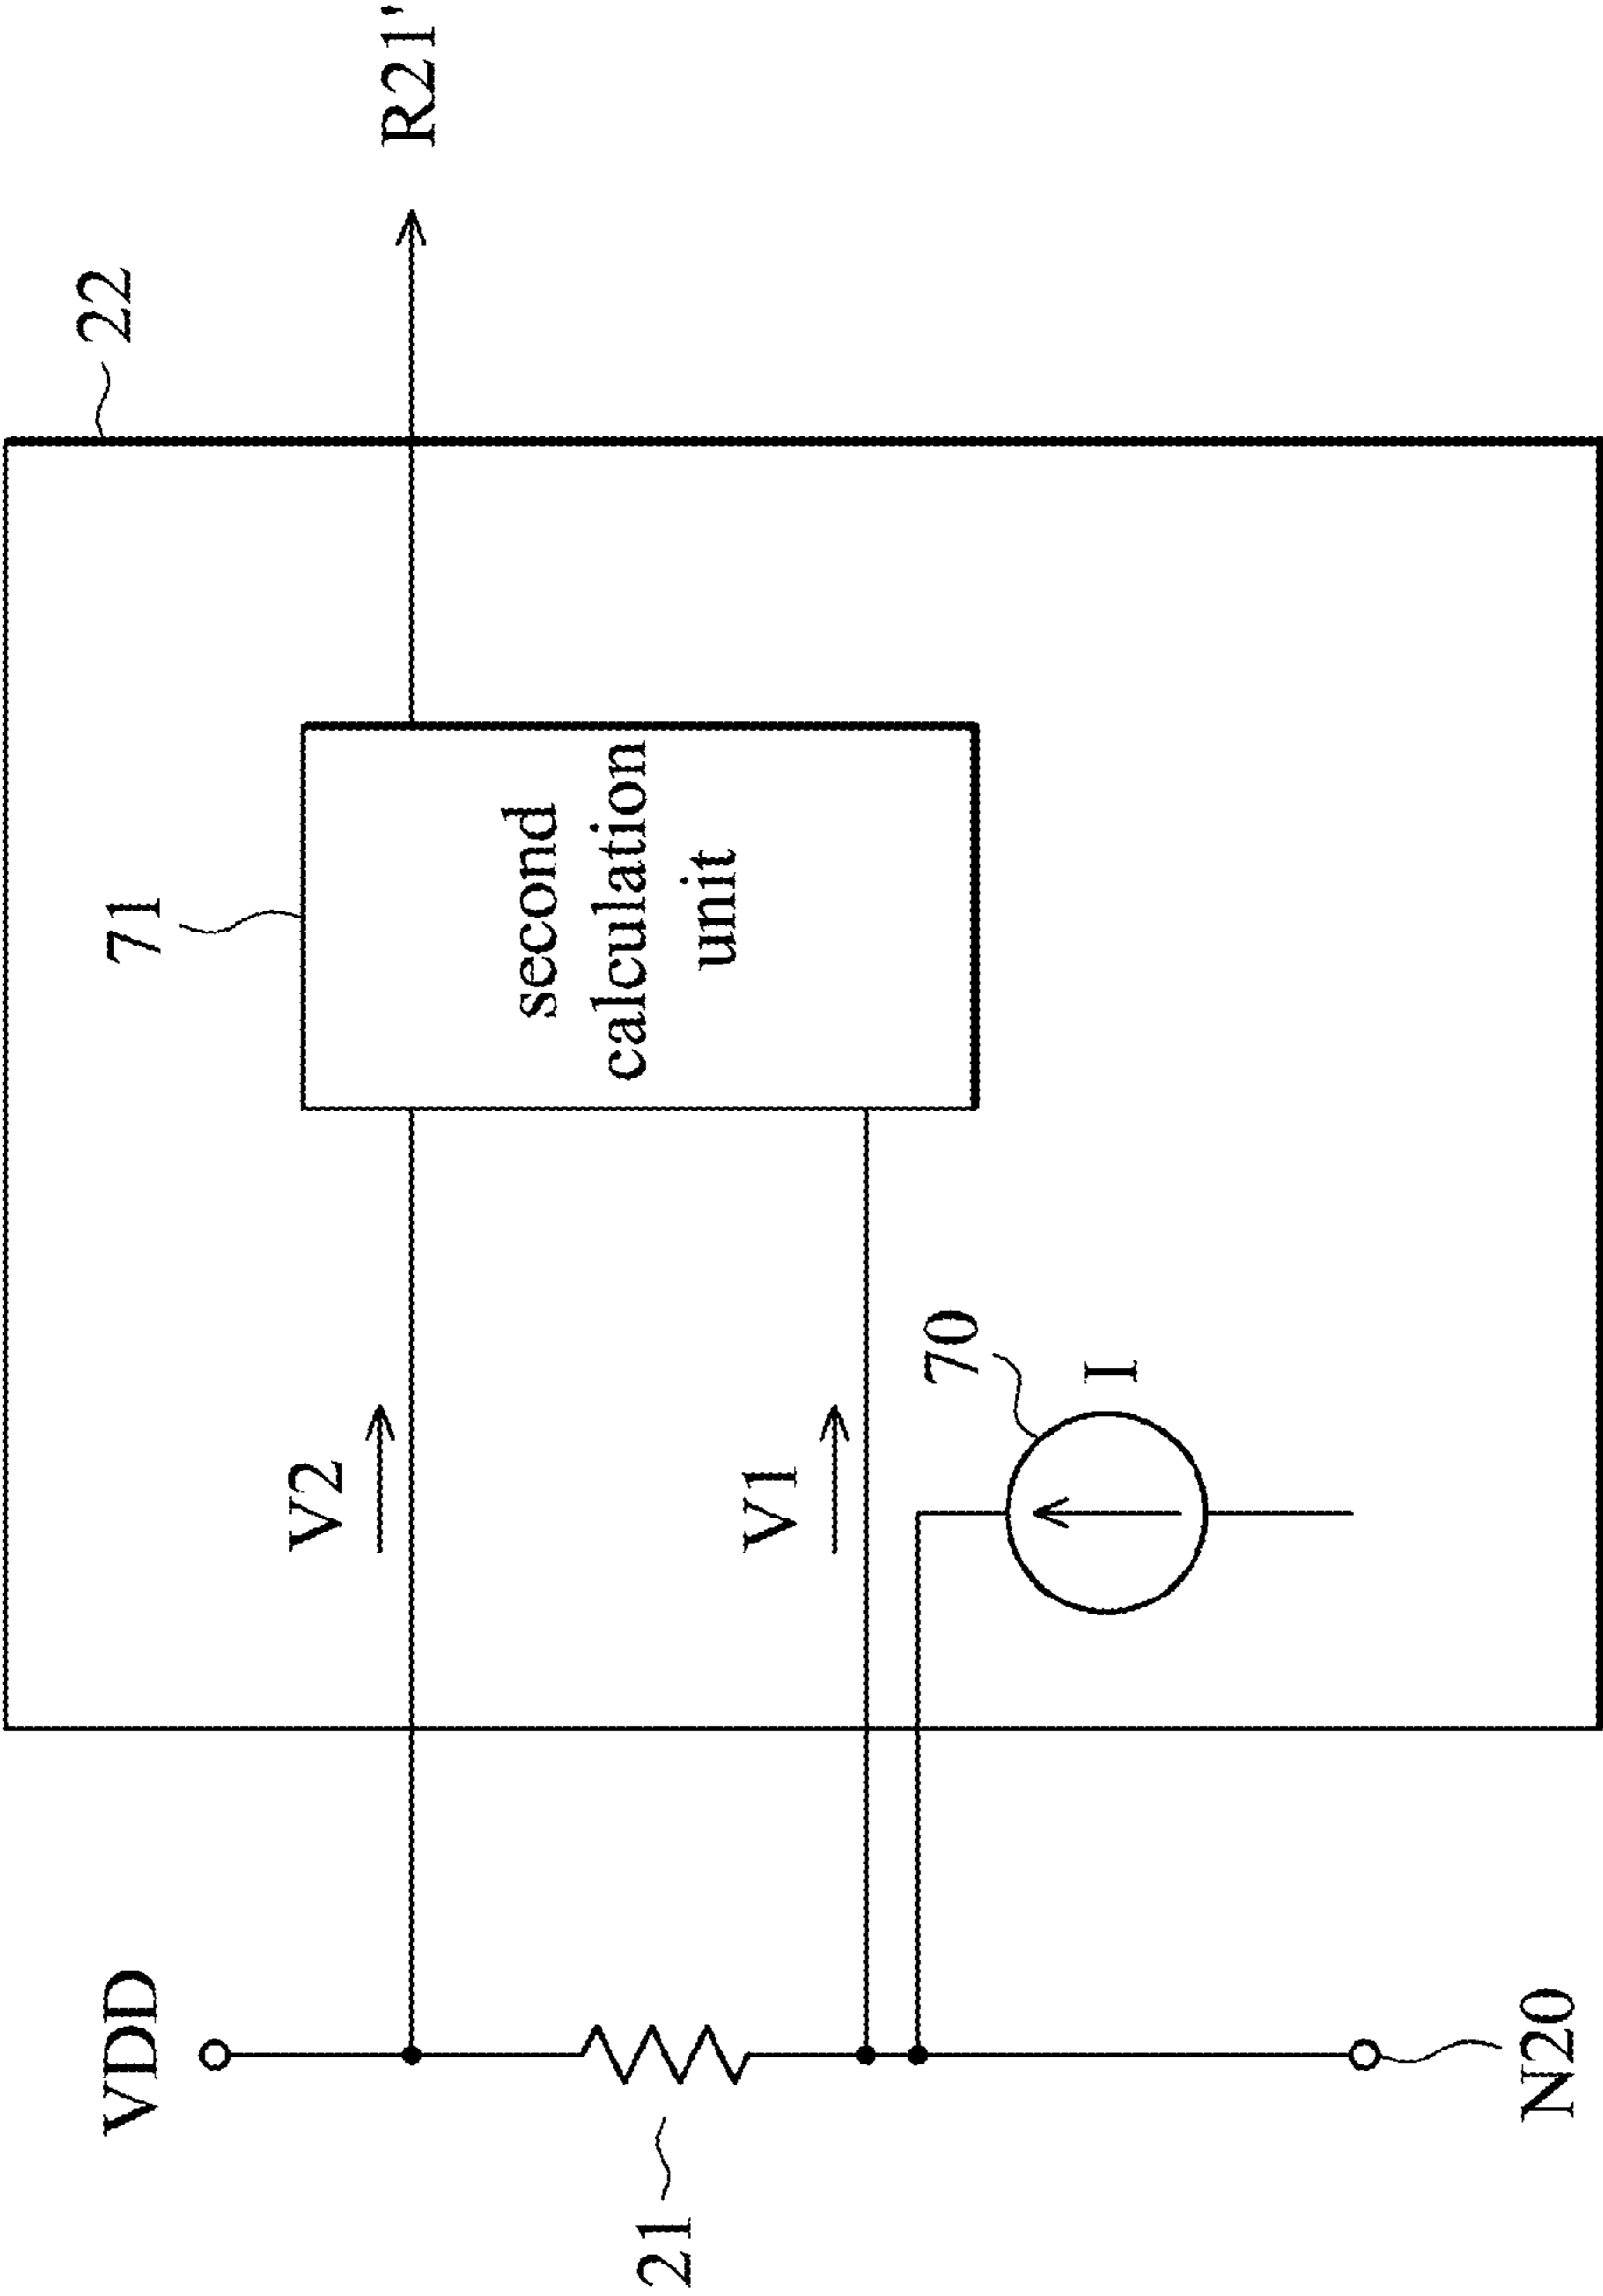 VDD
21
N20
V2
V1
70
I
71
second
calculation
unit
22
R21'